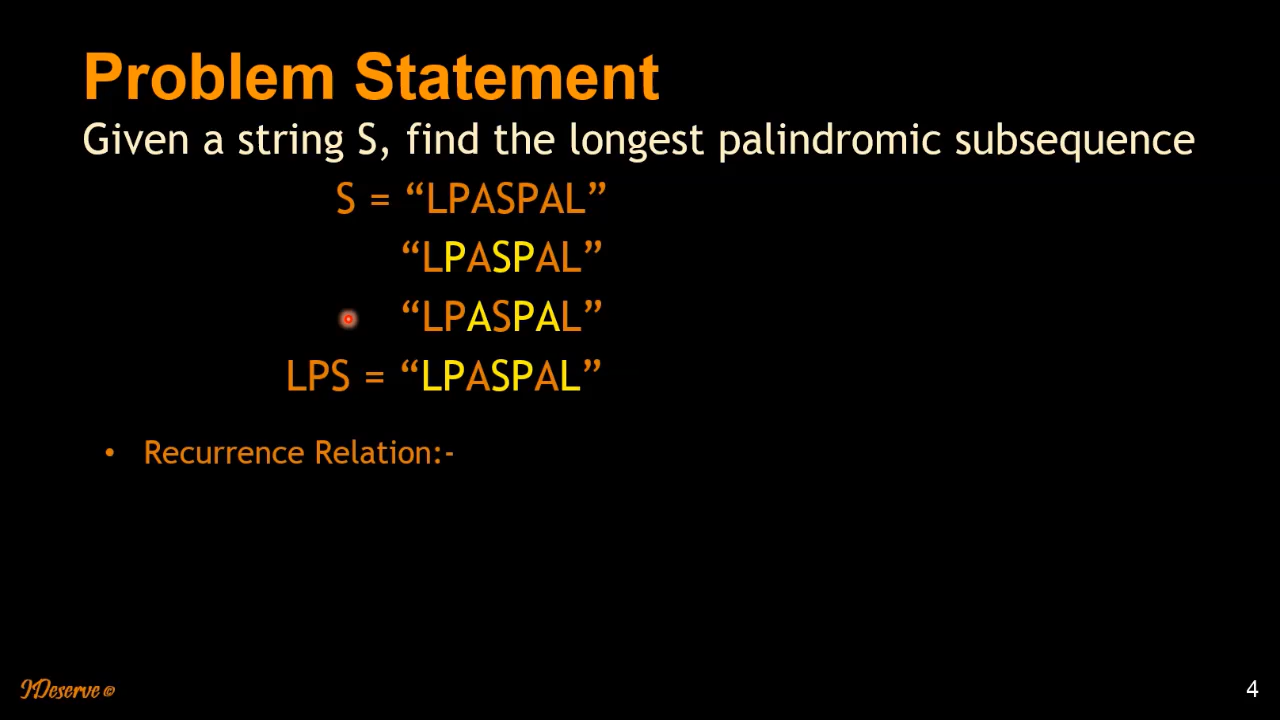 Problem Statement
Given a string S, find the longest palindromic subsequence
S = “LPASPAL”
“LPASPAL”
“LPASPAL”
LPS = “LPASPAL”
• Recurrence Relation:-
IDeserve ©
4